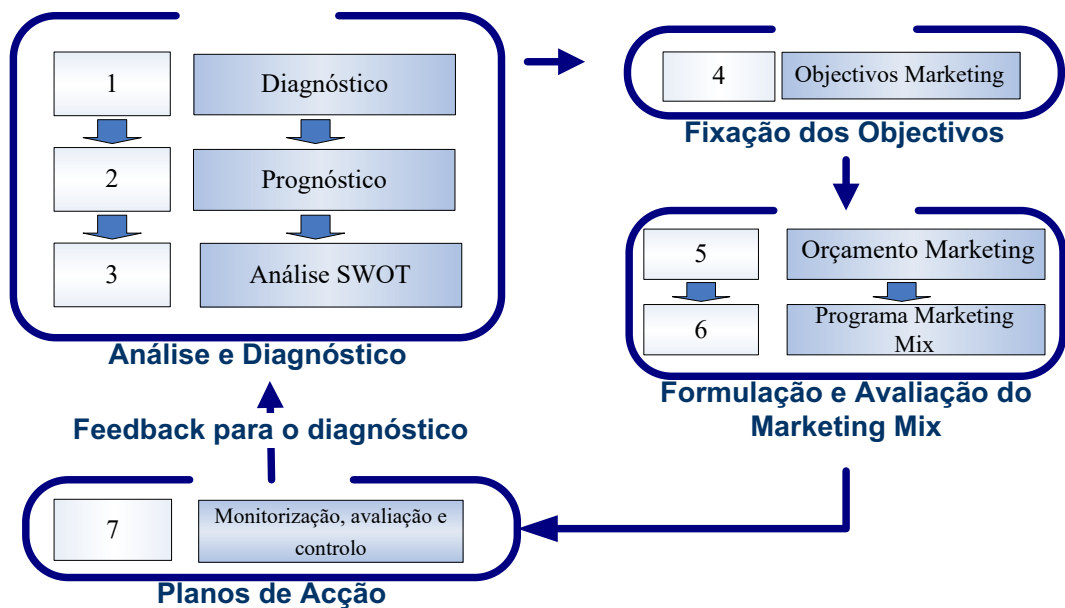 1
Diagnóstico
2
Prognóstico
3
Análise SWOT
Análise e Diagnóstico
4
Objectivos Marketing
Fixação dos Objectivos
5
Orçamento Marketing
6
Programa Marketing
Mix
Formulação e Avaliação do
Marketing Mix
7
Monitorização, avaliação e
controlo
Planos de Acção
Feedback para o diagnóstico